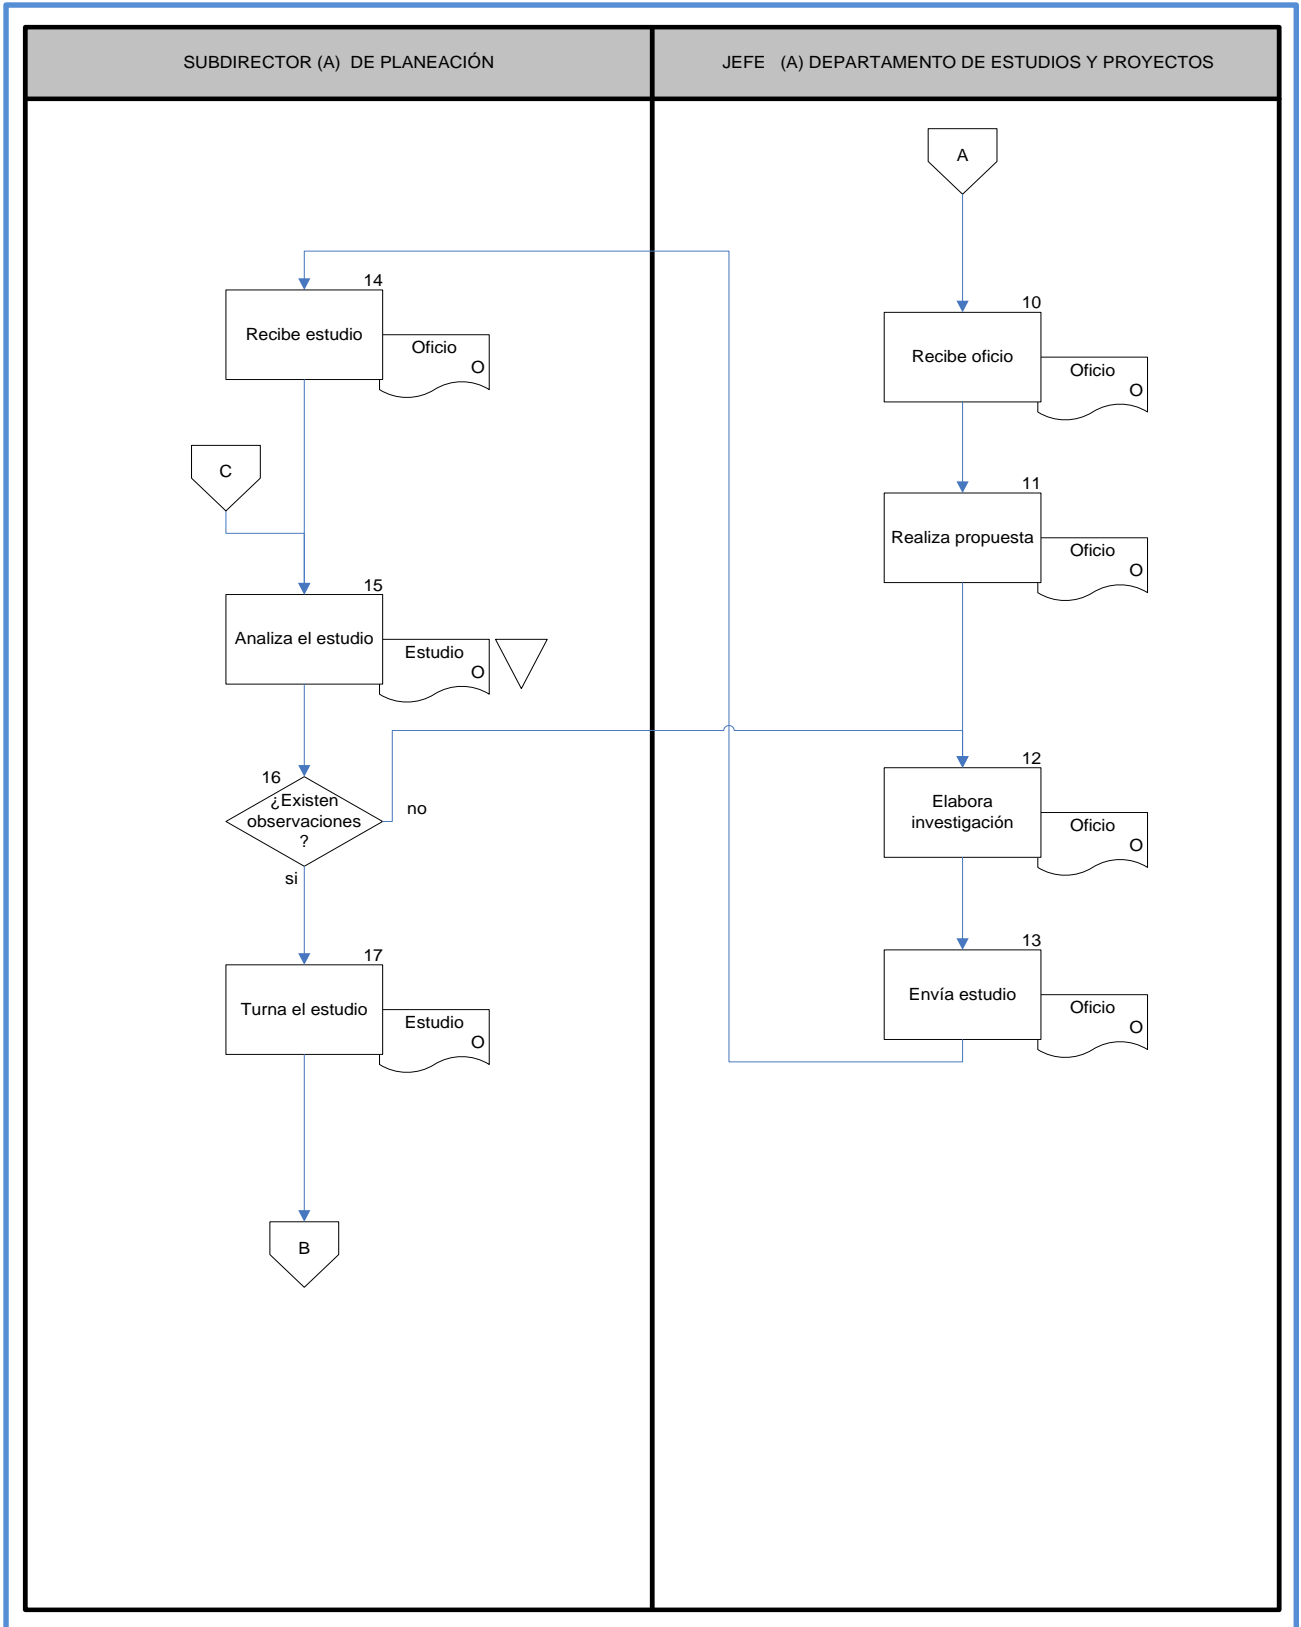 SUBDIRECTOR (A) DE PLANEACIÓN
JEFE (A) DEPARTAMENTO DE ESTUDIOS Y PROYECTOS
A
10
Recibe oficio
Oficio
O
11
Realiza propuesta
Oficio
O
12
Elabora
investigación
Oficio
O
13
Envía estudio
Oficio
O
14
Recibe estudio
Oficio
O
C
15
Analiza el estudio
Estudio
O
16
¿Existen
observaciones
?
no
si
17
Turna el estudio
Estudio
O
B